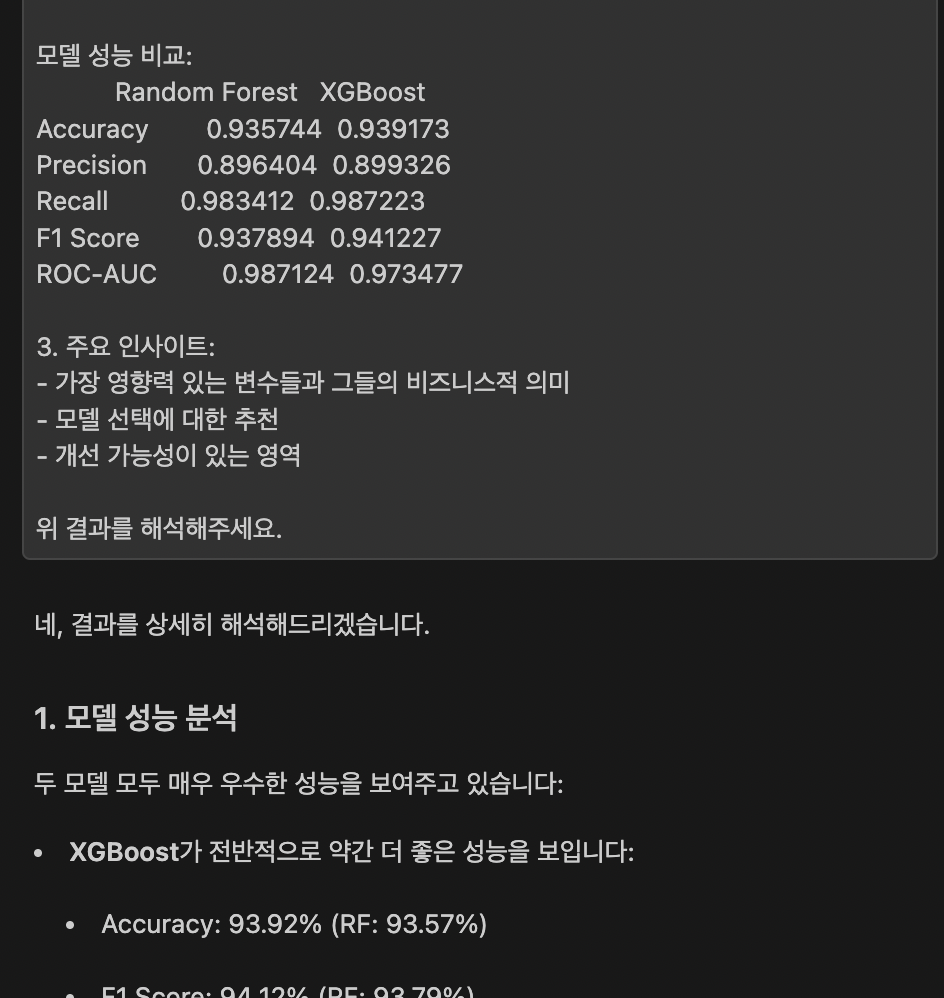 모델 성능 비교:
Random Forest XGBoost
Accuracy 0.935744 0.939173
Precision 0.896404 0.899326
Recall 0.983412 0.987223
F1 Score 0.937894 0.941227
ROC-AUC 0.987124 0.973477
3. 주요 인사이트:
- 가장 영향력 있는 변수들과 그들의 비즈니스적 의미
- 모델 선택에 대한 추천
- 개선 가능성이 있는 영역
위 결과를 해석해주세요.
네, 결과를 상세히 해석해드리겠습니다.
1. 모델 성능 분석
두 모델 모두 매우 우수한 성능을 보여주고 있습니다:
• XGBoost가 전반적으로 약간 더 좋은 성능을 보입니다:
• Accuracy: 93.92% (RF: 93.57%)
• F1 Score: 94.12% (RF: 93.79%)